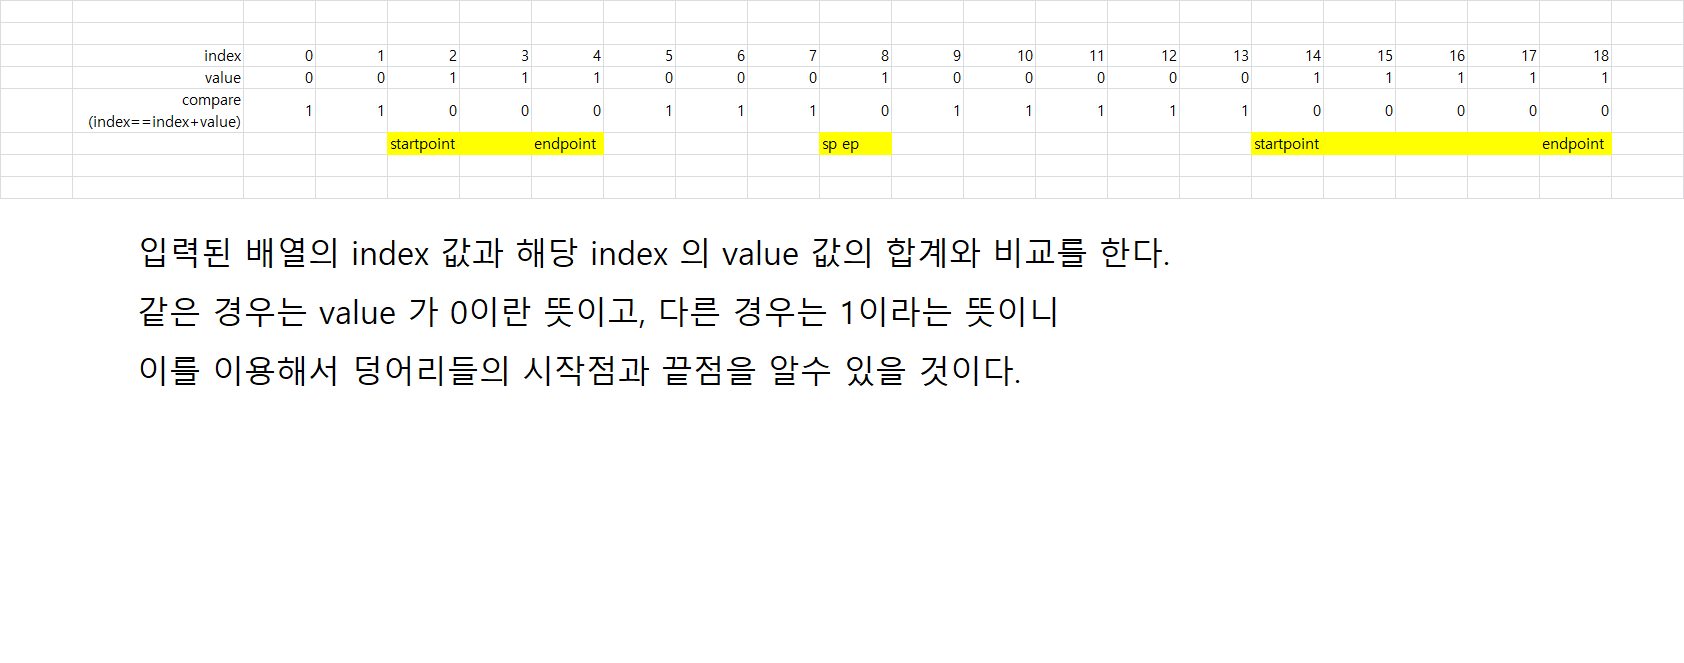 index 0 1 2 3 4 5 6 7 8 9 10 11 12 13 14 15 16 17 18
value 0 0 1 1 1 0 0 0 1 0 0 0 0 0 1 1 1 1 1
compare
(index==index+value) 1 1 0 0 0 1 1 1 0 1 1 1 1 1 0 0 0 0 0
startpoint endpoint sp ep startpoint endpoint
입력된 배열의 index 값과 해당 index 의 value 값의 합계와 비교를 한다.
같은 경우는 value 가 0이란 뜻이고, 다른 경우는 1이라는 뜻이니
이를 이용해서 덩어리들의 시작점과 끝점을 알수 있을 것이다.